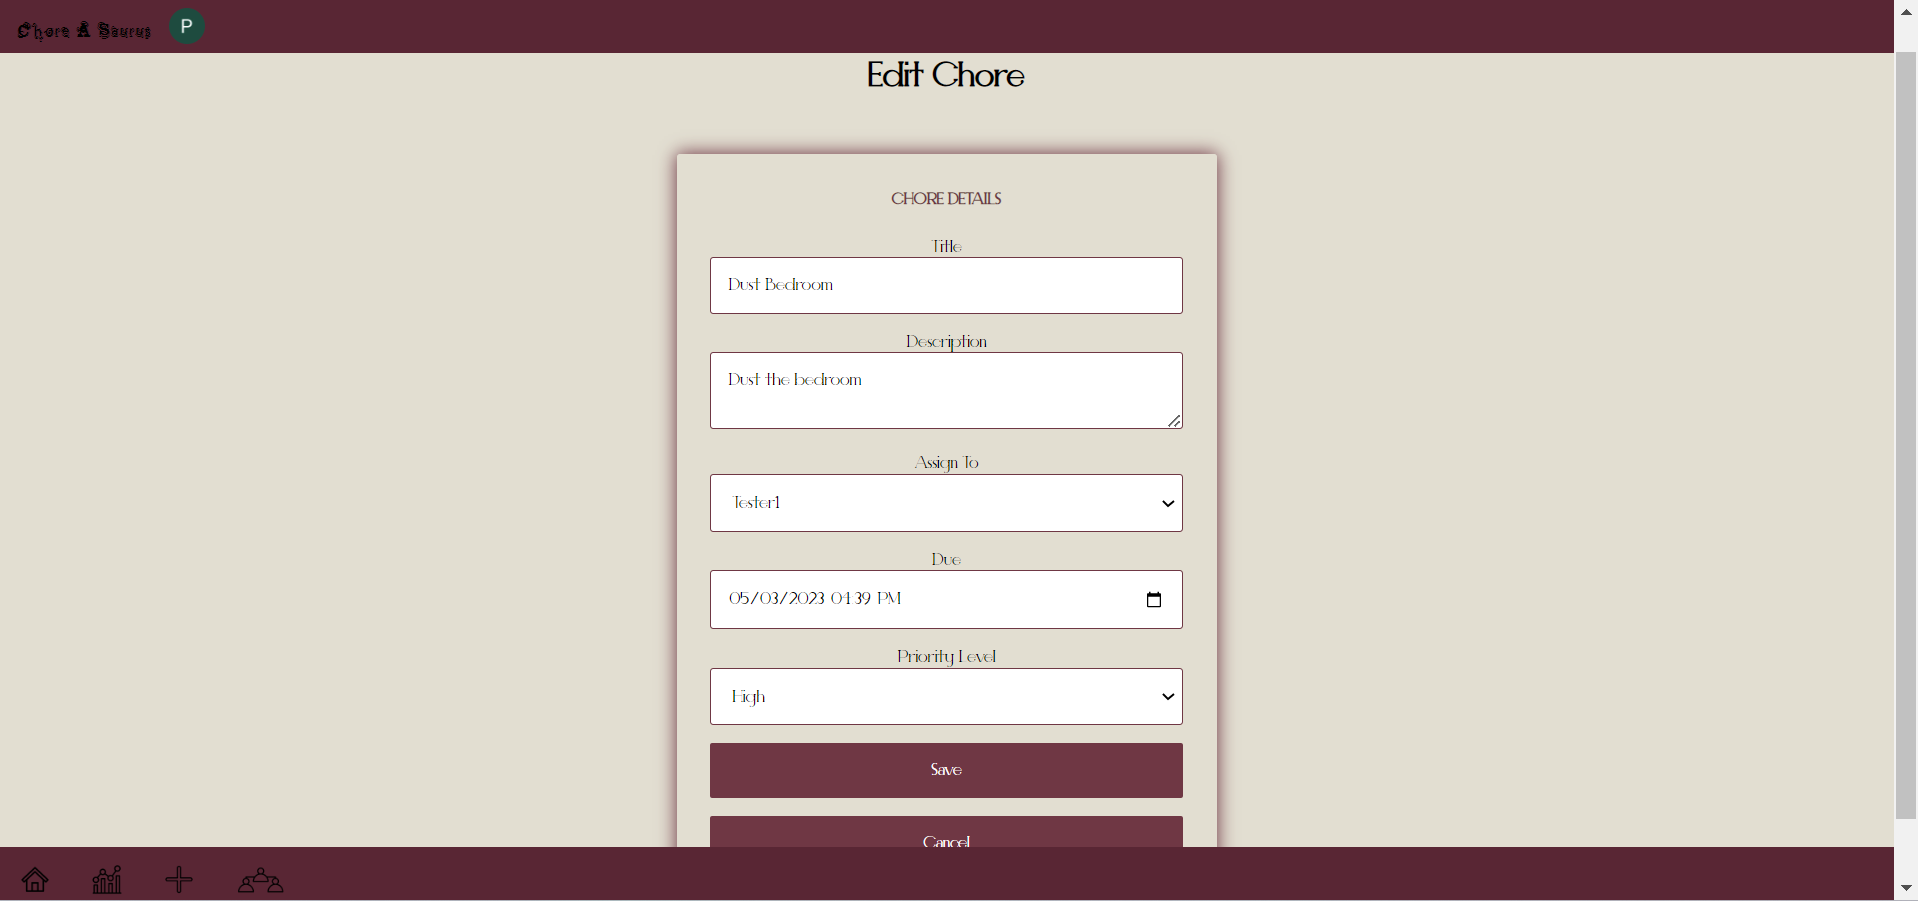 Chore A Saurus P
Edit Chore
CHORE DETAILS
Title
Dust Bedroom
Description
Dust the bedroom
Assign To
Tester1
Due
05/03/2023 04:39 PM
Priority Level
High
Save
Cancel